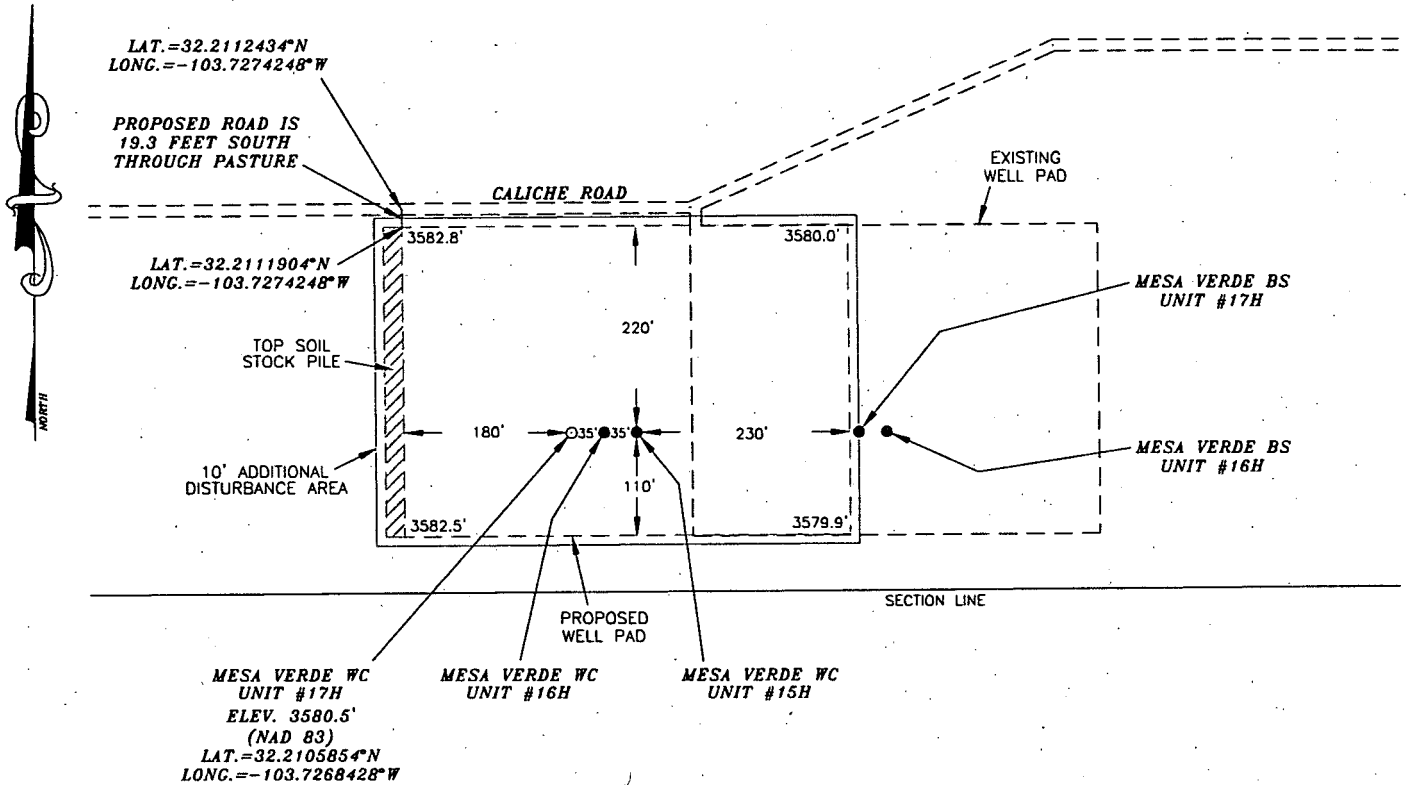 LAT.=32.2112434°N
LONG.=-103.7274248°W
PROPOSED ROAD IS
19.3 FEET SOUTH
THROUGH PASTURE
EXISTING
WELL PAD
CALICHE ROAD
3582.8'
3580.0'
LAT.=32.2111904°N
LONG.=-103.7274248°W
MESA VERDE BS
UNIT #17H
220'
TOP SOIL
STOCK PILE
NORTH
180'
35'
35'
230'
MESA VERDE BS
UNIT #16H
10' ADDITIONAL
DISTURBANCE AREA
110'
3582.5'
3579.9'
SECTION LINE
PROPOSED
WELL PAD
MESA VERDE WC
UNIT #17H
ELEV. 3580.5'
(NAD 83)
LAT.=32.2105854°N
LONG.=-103.7268428°W
MESA VERDE WC
UNIT #16H
MESA VERDE WC
UNIT #15H